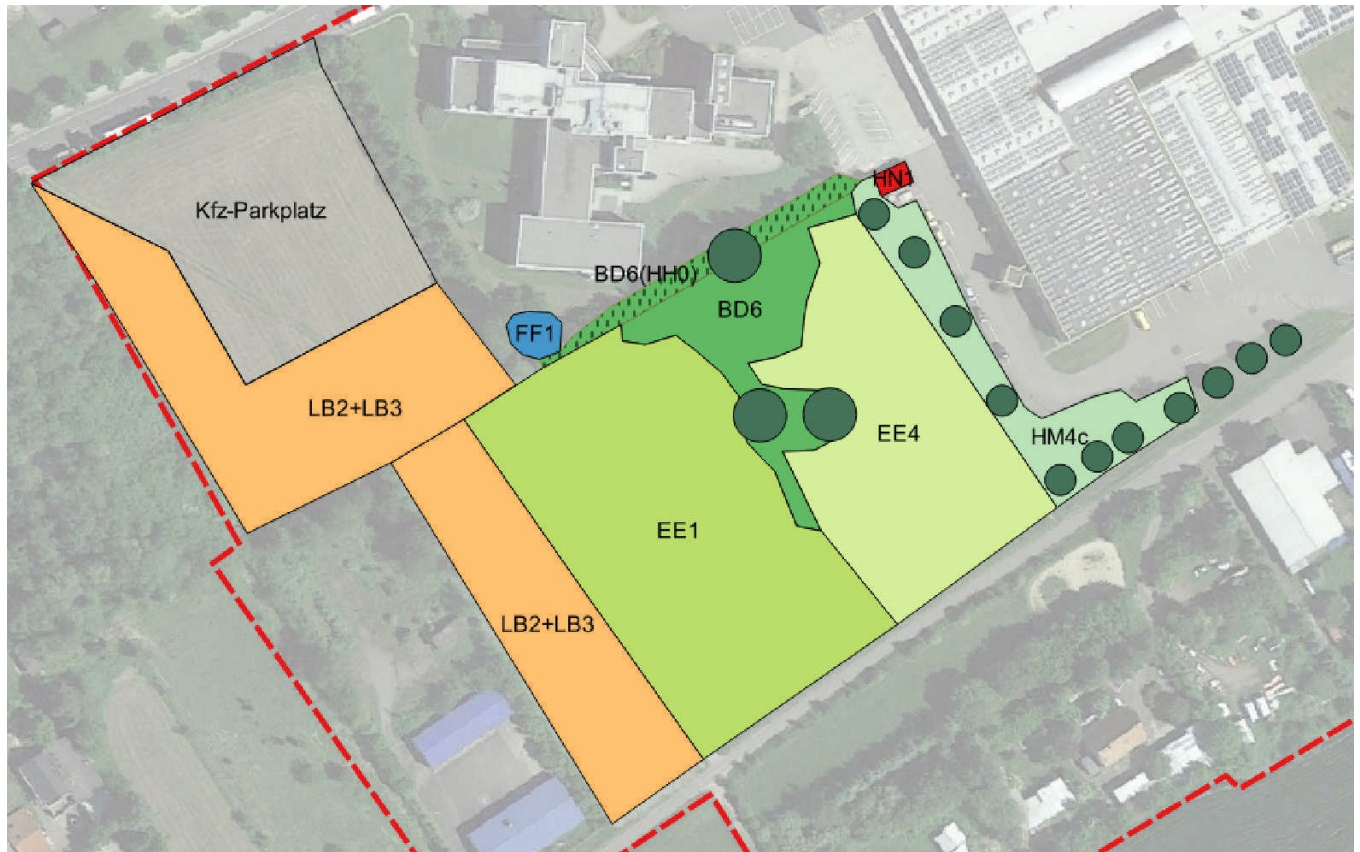 HN1
Kfz-Parkplatz
BD6(HH0)
BD6
FF1
LB2+LB3
EE4
HM4c
EE1
LB2+LB3